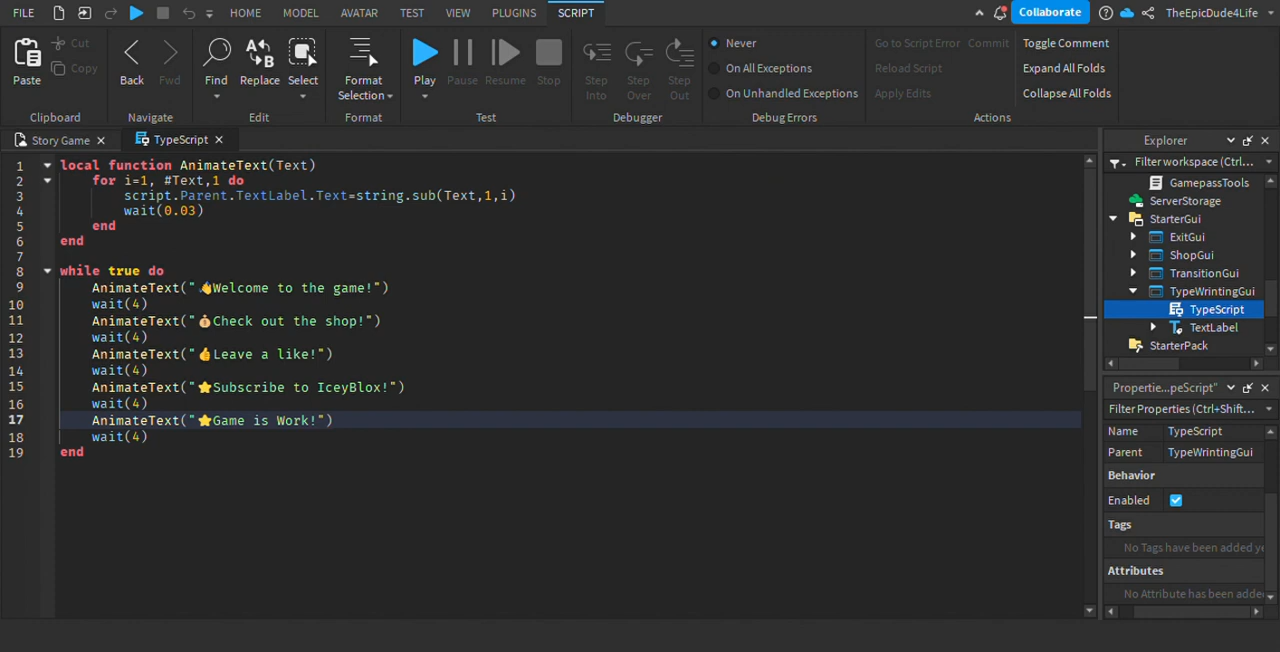 FILE HOME MODEL AVATAR TEST VIEW PLUGINS SCRIPT Collaborate TheEpicDude4Life
Paste Cut Copy Back Fwd Find Replace Select Format Selection Play Pause Resume Stop Step Into Step Over Step Out
Never
On All Exceptions
On Unhandled Exceptions
Go to Script Error Commit
Reload Script
Apply Edits
Toggle Comment
Expand All Folds
Collapse All Folds
Clipboard Navigate Edit Format Test Debugger Debug Errors Actions
Story Game TypeScript
1 local function AnimateText(Text)
2 for i=1, #Text,1 do
3 script.Parent.TextLabel.Text=string.sub(Text,1,i)
4 wait(0.03)
5 end
6 end
7
8 while true do
9 AnimateText("👋Welcome to the game!")
10 wait(4)
11 AnimateText("💰Check out the shop!")
12 wait(4)
13 AnimateText("👍Leave a like!")
14 wait(4)
15 AnimateText("⭐Subscribe to IceyBlox!")
16 wait(4)
17 AnimateText("⭐Game is Work!")
18 wait(4)
19 end
Explorer
Filter workspace (Ctrl...
GamepassTools
ServerStorage
StarterGui
ExitGui
ShopGui
TransitionGui
TypeWrintingGui
TypeScript
TextLabel
StarterPack
Propertie...peScript"
Filter Properties (Ctrl+Shift...
Name TypeScript
Parent TypeWrintingGui
Behavior
Enabled
Tags
No Tags have been added ye
Attributes
No Attribute has been added